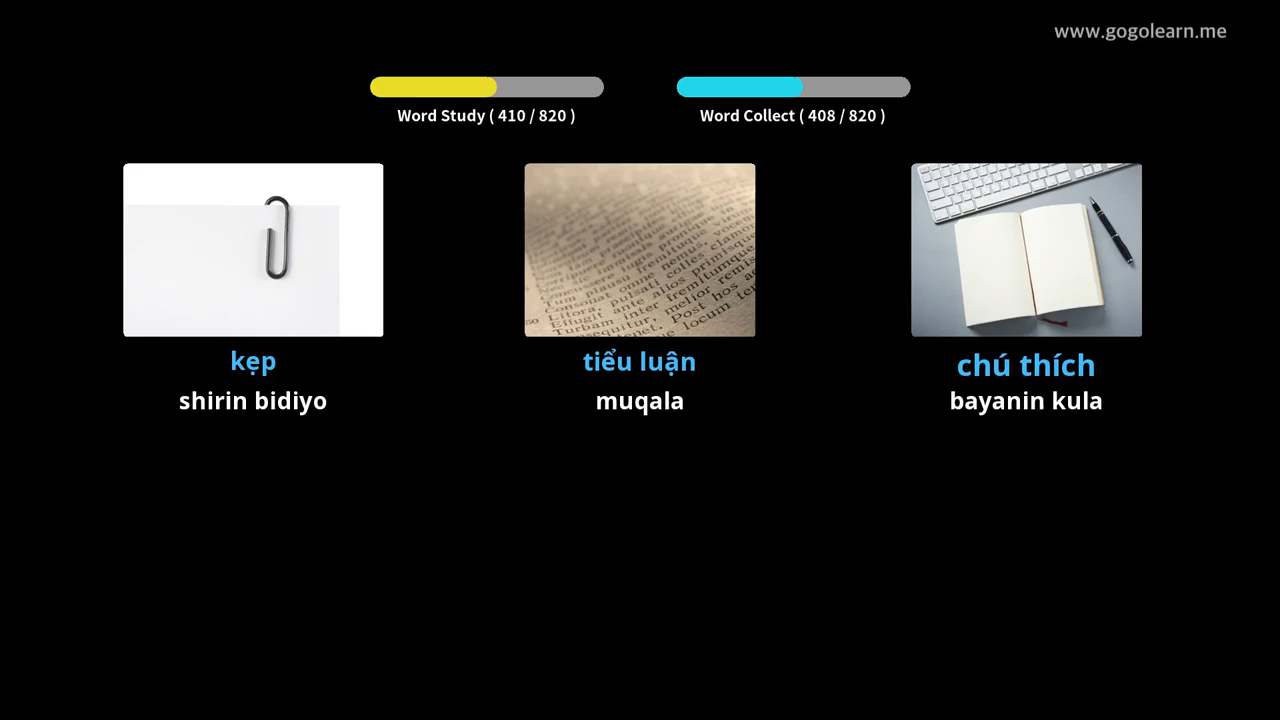 www.gogolearn.me
Word Study ( 410 / 820 )
Word Collect ( 408 / 820 )
kẹp
shirin bidiyo
tiểu luận
muqala
chú thích
bayanin kula